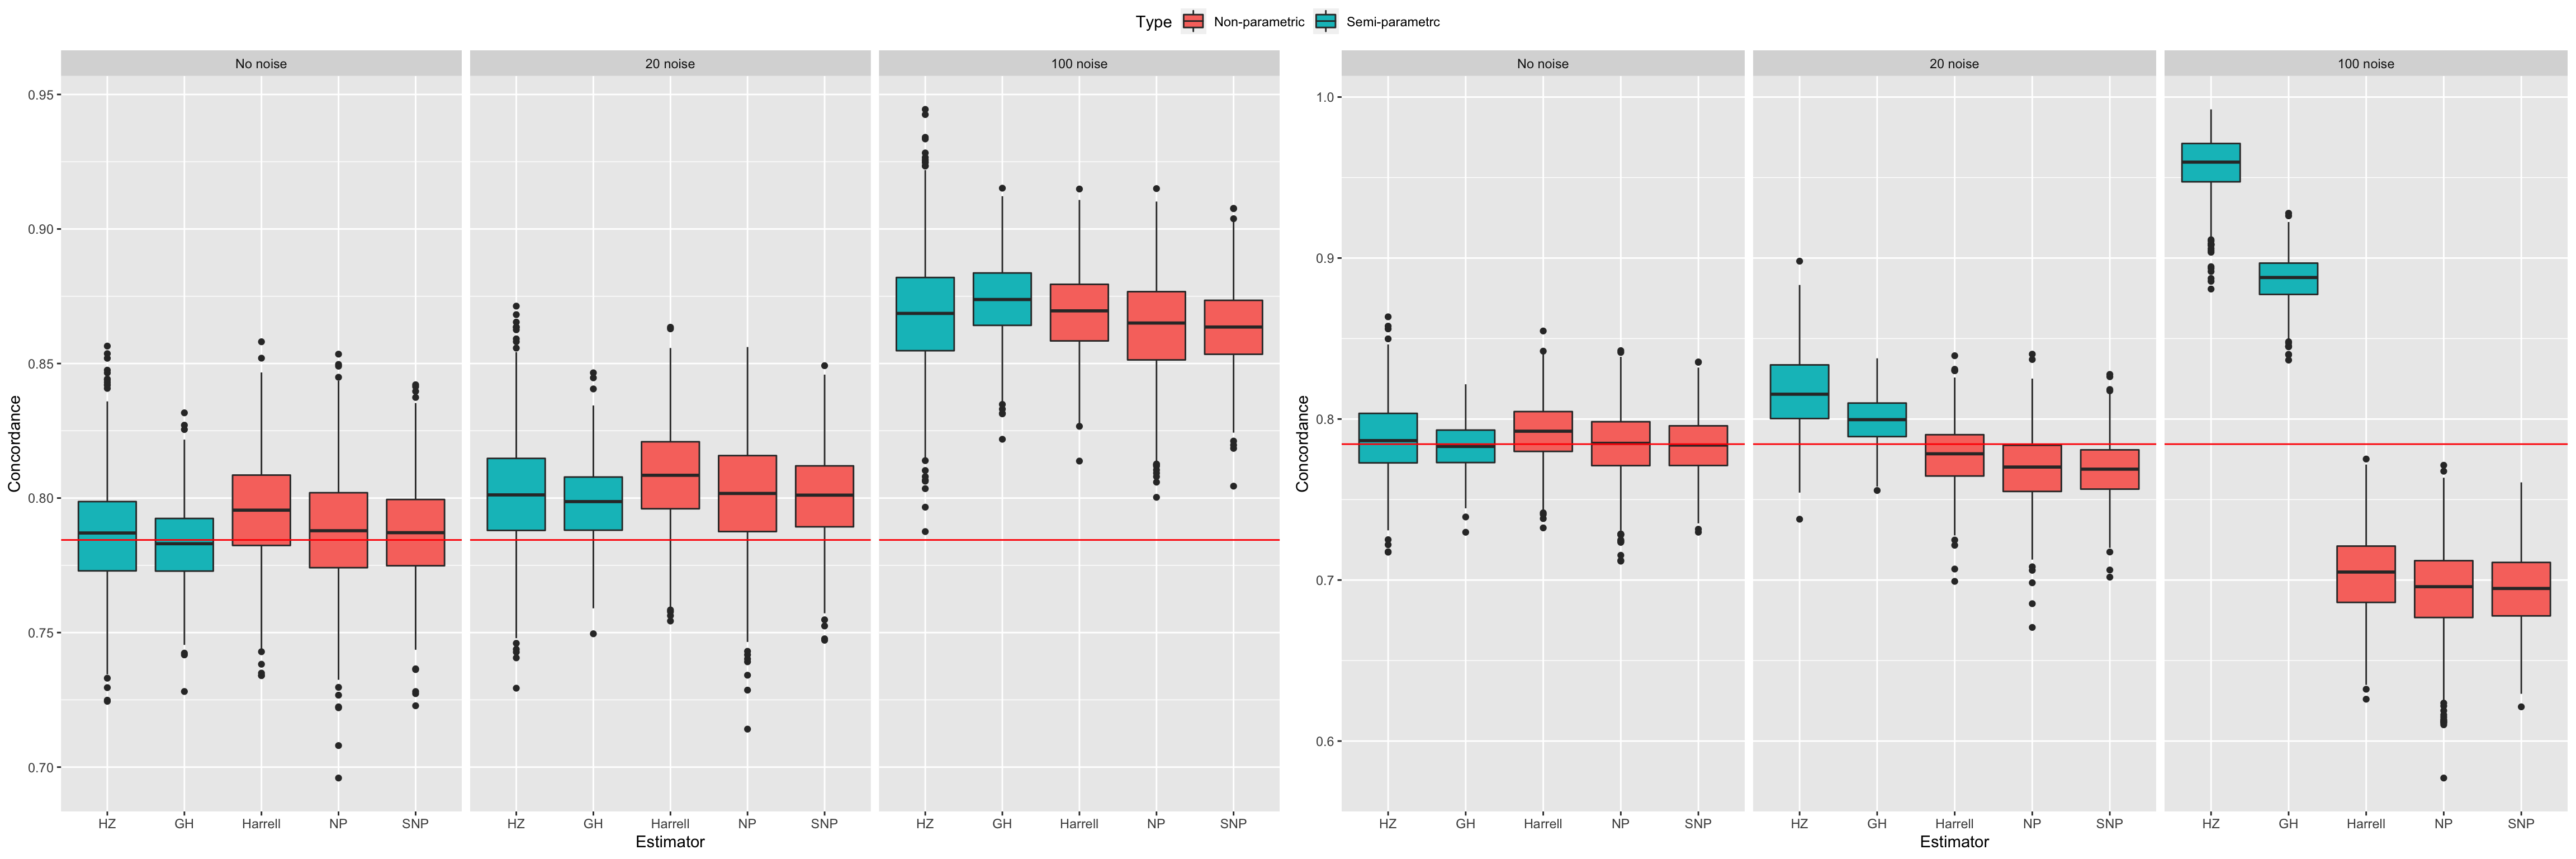 Type Non-parametric Semi-parametrc
No noise 20 noise 100 noise
Concordance
0.95
0.90
0.85
0.80
0.75
0.70
HZ GH Harrell NP SNP HZ GH Harrell NP SNP HZ GH Harrell NP SNP
Estimator
No noise 20 noise 100 noise
Concordance
1.0
0.9
0.8
0.7
0.6
HZ GH Harrell NP SNP HZ GH Harrell NP SNP HZ GH Harrell NP SNP
Estimator